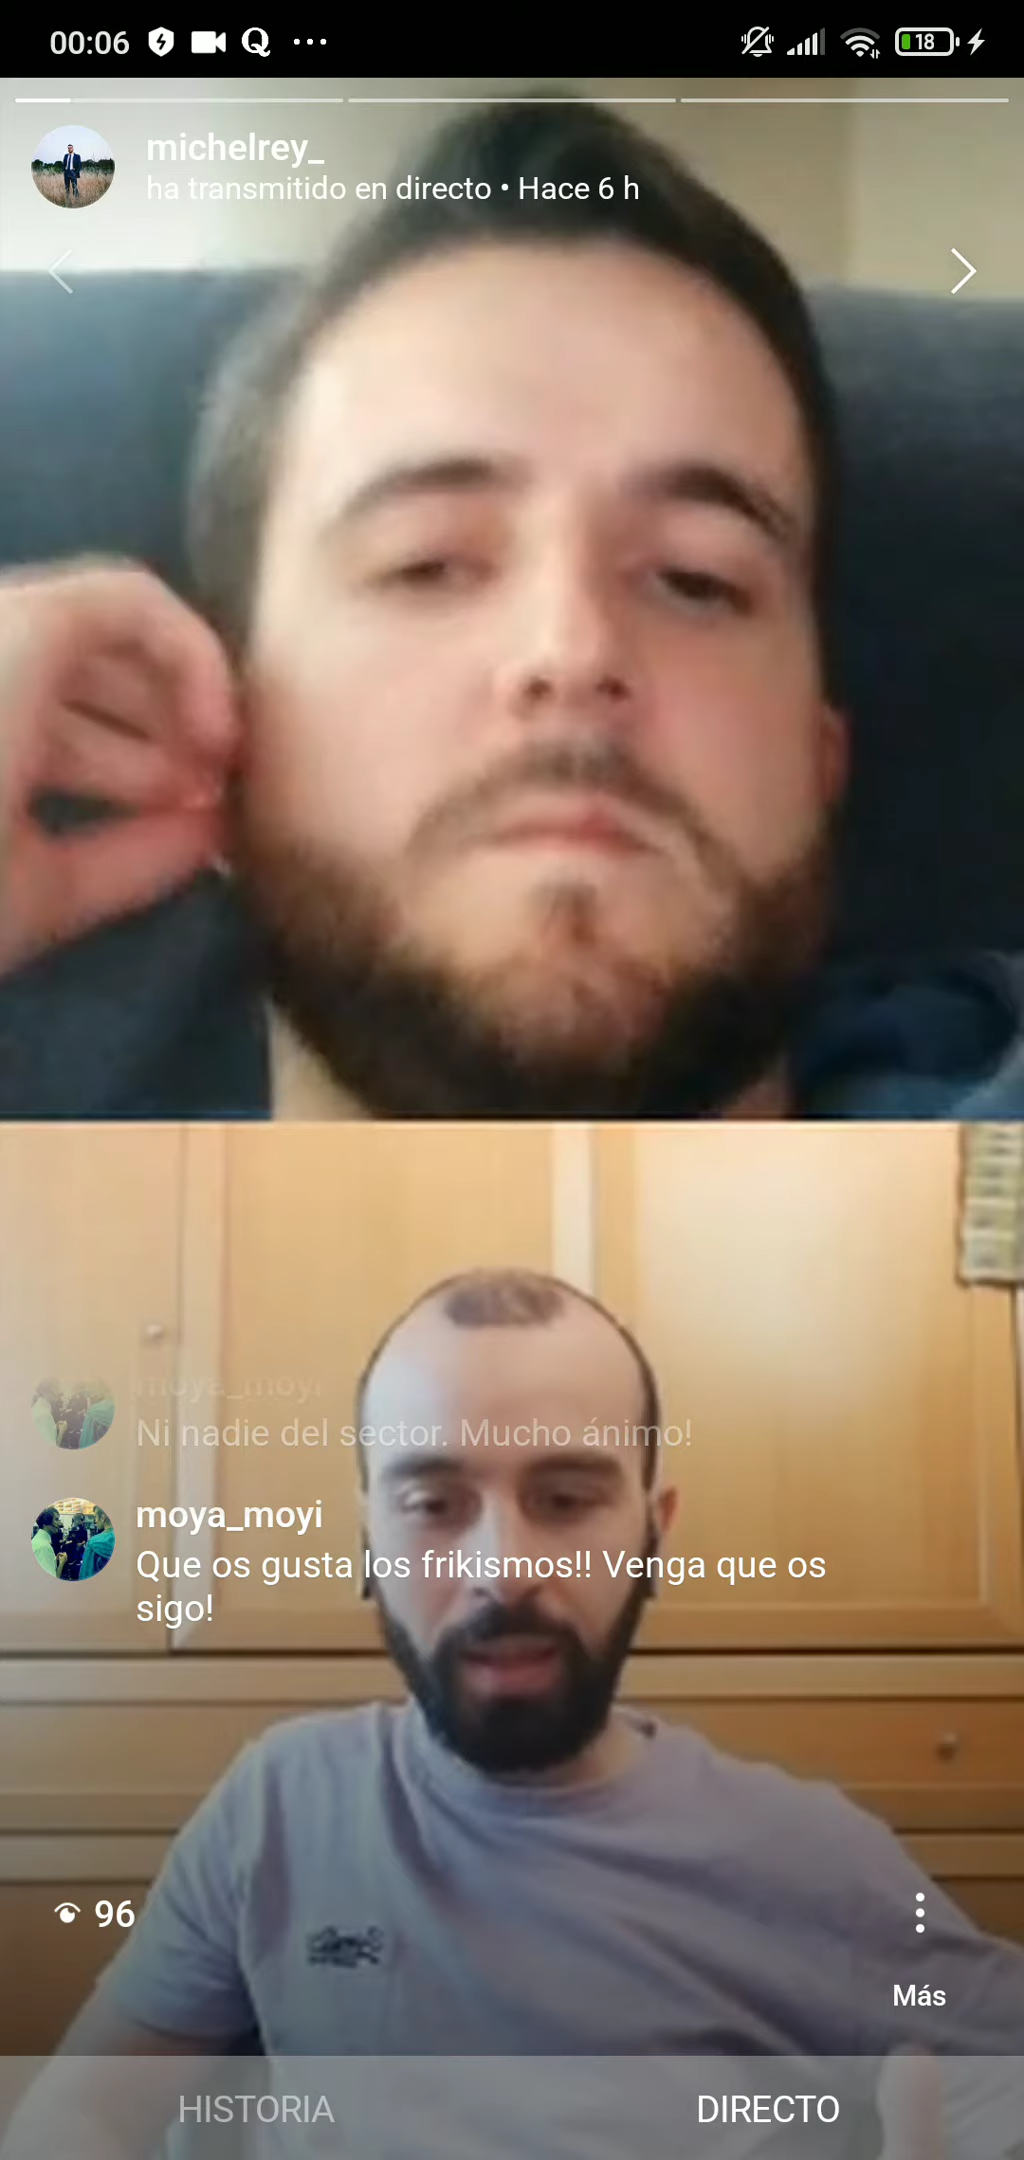 00:06
18
michelrey_
ha transmitido en directo • Hace 6 h
moya_moyi
Ni nadie del sector. Mucho ánimo!
moya_moyi
Que os gusta los frikismos!! Venga que os
sigo!
96
Más
HISTORIA
DIRECTO